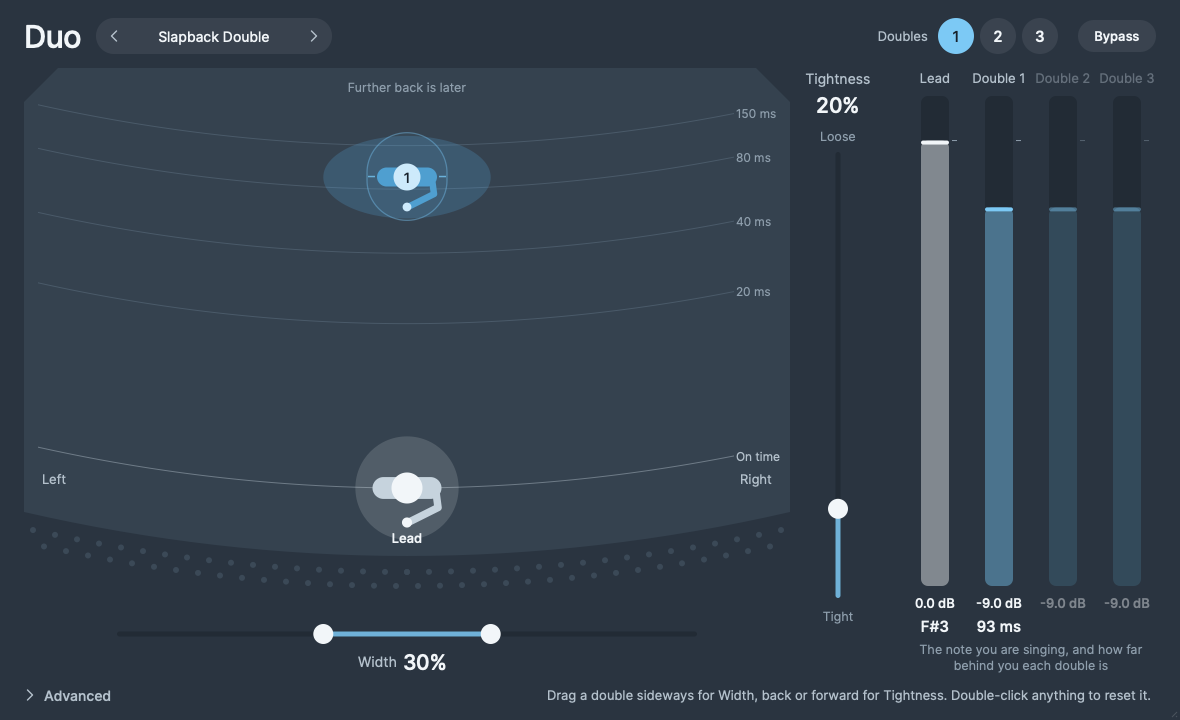 Duo
Slapback Double
Doubles 1 2 3 Bypass
Further back is later
150 ms
80 ms
40 ms
20 ms
On time
1
Left
Right
Lead
Width 30%
Tightness
20%
Loose
Tight
Lead Double 1 Double 2 Double 3
0.0 dB -9.0 dB -9.0 dB -9.0 dB
F#3 93 ms
The note you are singing, and how far
behind you each double is
Advanced
Drag a double sideways for Width, back or forward for Tightness. Double-click anything to reset it.